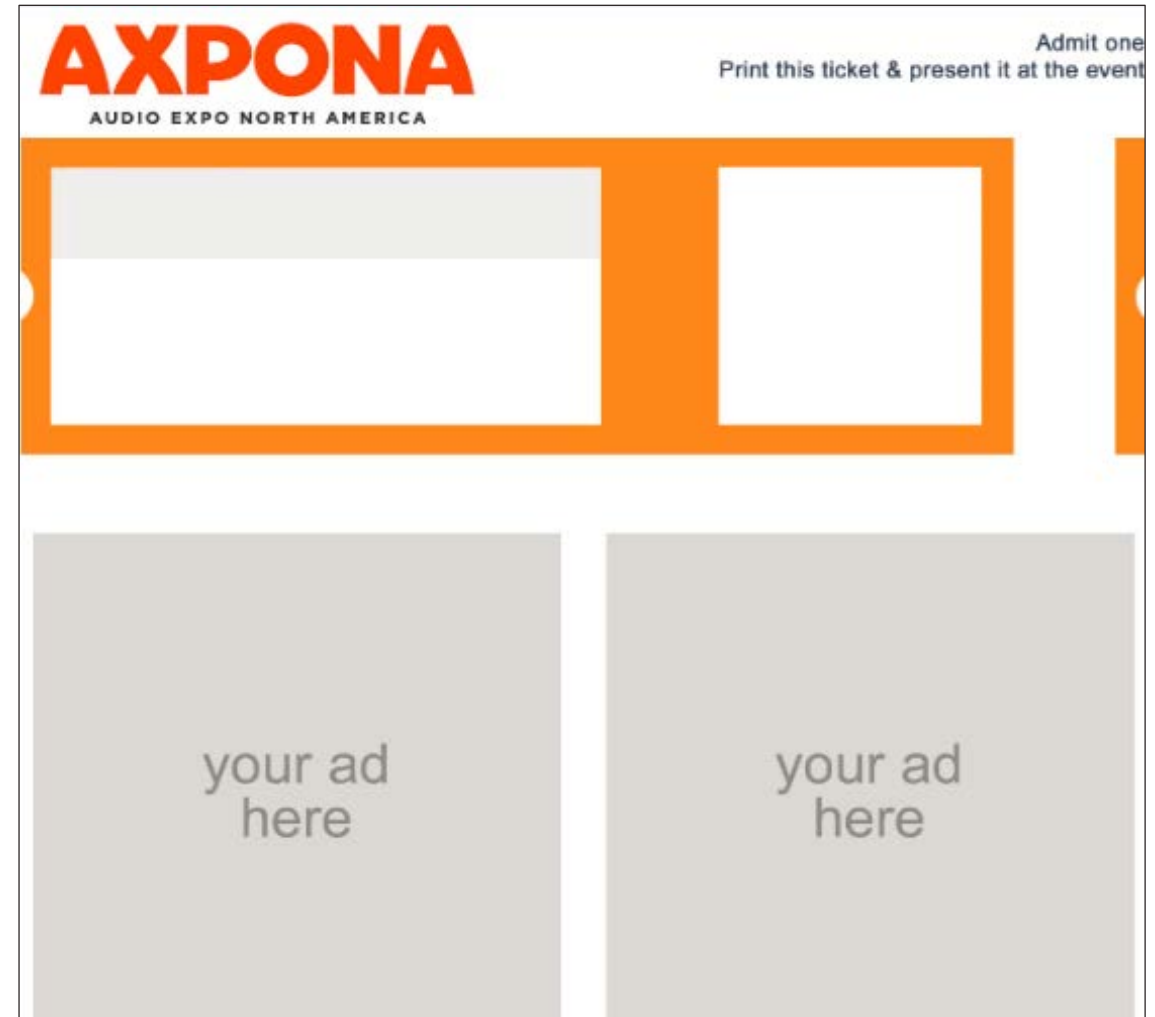 AXPONA
AUDIO EXPO NORTH AMERICA
Admit one
Print this ticket & present it at the event
your ad
here
your ad
here